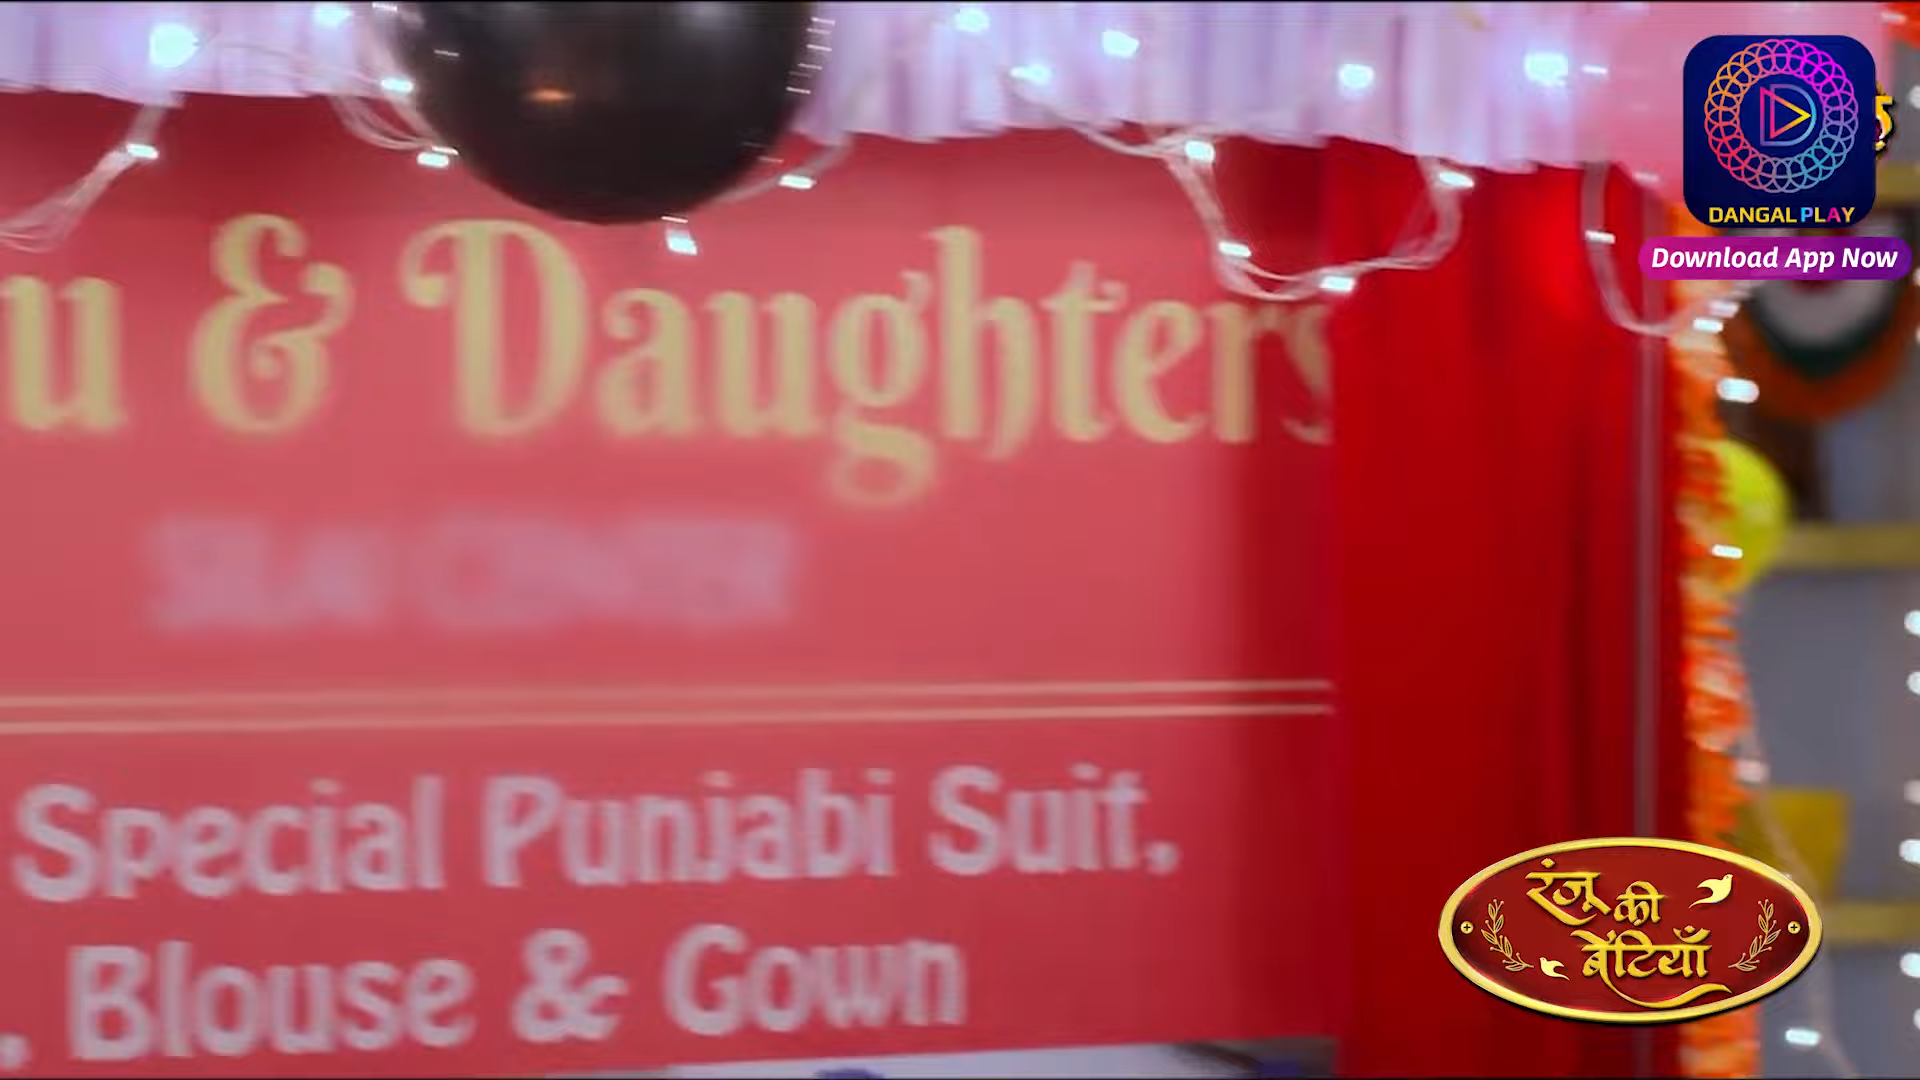 u & Daughters
Special Punjabi Suit.
. Blouse & Gown
DANGAL PLAY
Download App Now
रंजू की
बेटियाँ